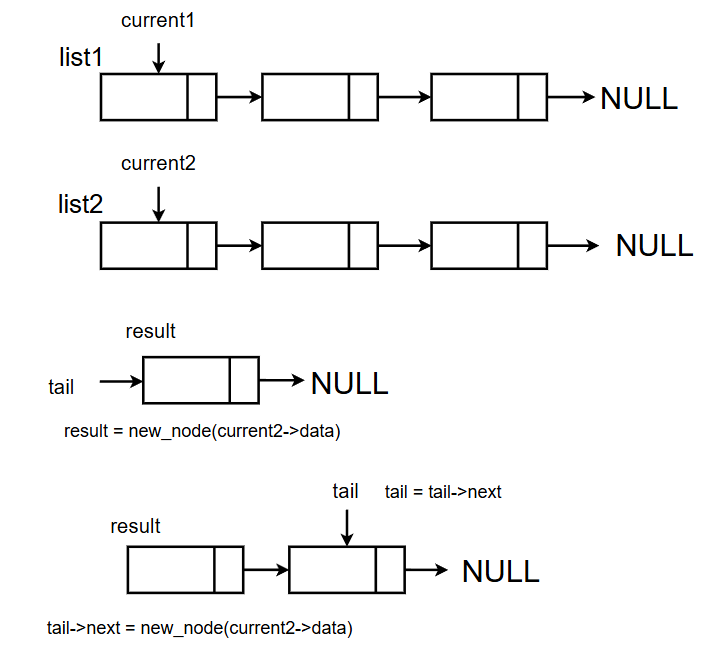 current1
list1
NULL
current2
list2
NULL
result
tail
NULL
result = new_node(current2->data)
tail tail = tail->next
result
NULL
tail->next = new_node(current2->data)